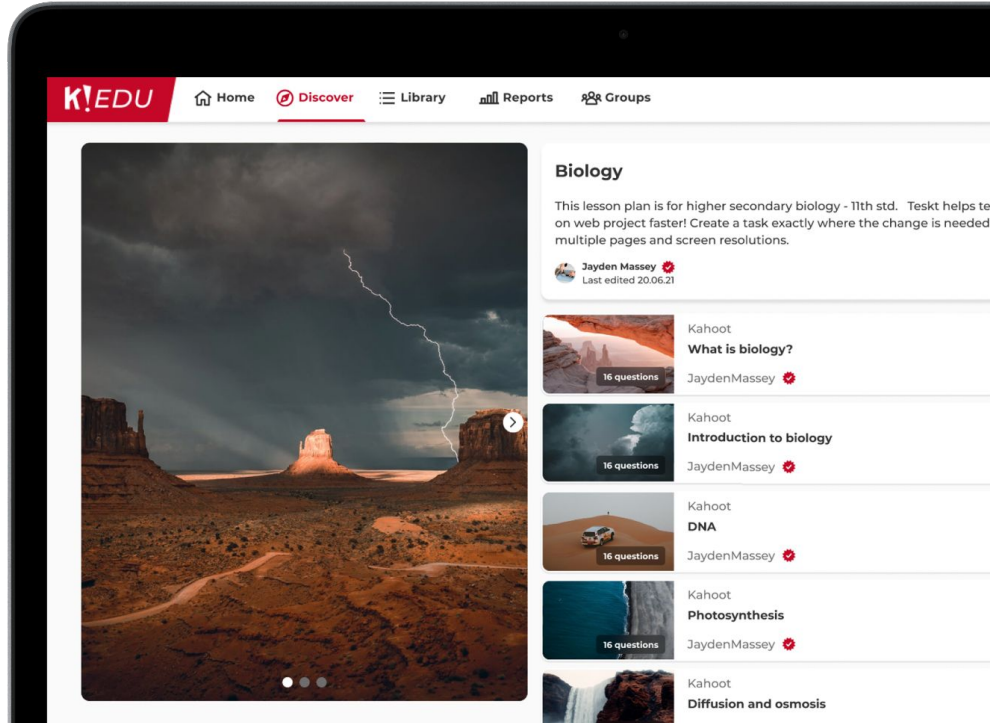 K!EDU
Home
Discover
Library
Reports
Groups
Biology
This lesson plan is for higher secondary biology - 11th std. Teskt helps te
on web project faster! Create a task exactly where the change is needed
multiple pages and screen resolutions.
Jayden Massey
Last edited 20.06.21
16 questions
Kahoot
What is biology?
JaydenMassey
16 questions
Kahoot
Introduction to biology
JaydenMassey
16 questions
Kahoot
DNA
JaydenMassey
16 questions
Kahoot
Photosynthesis
JaydenMassey
Kahoot
Diffusion and osmosis